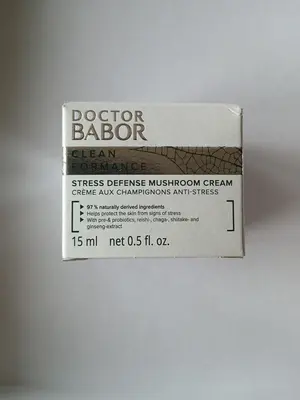 DOCTOR
BABOR
CLEAN
FORMANCE
STRESS DEFENSE MUSHROOM CREAM
CRÈME AUX CHAMPIGNONS ANTI-STRESS
97 % naturally derived ingredients
Helps protect the skin from signs of stress
With pre-& probiotics, reishi-, chaga-, shiitake- and
ginseng-extract
15 ml net 0.5 fl. oz.